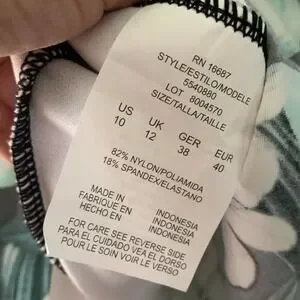 RN 16687
STYLE/ESTILO/MODELE
5540880
LOT 8004570
SIZE/TALLA/TAILLE
US UK GER EUR
10 12 38 40
82% NYLON/POLIAMIDA
18% SPANDEX/ELASTANO
MADE IN INDONESIA
FABRIQUE EN INDONESIA
HECHO EN INDONESIA
FOR CARE SEE REVERSE SIDE
PARA EL CUIDADO VEA EL DORSO
POUR LE SOIN VOIR LE VERSO